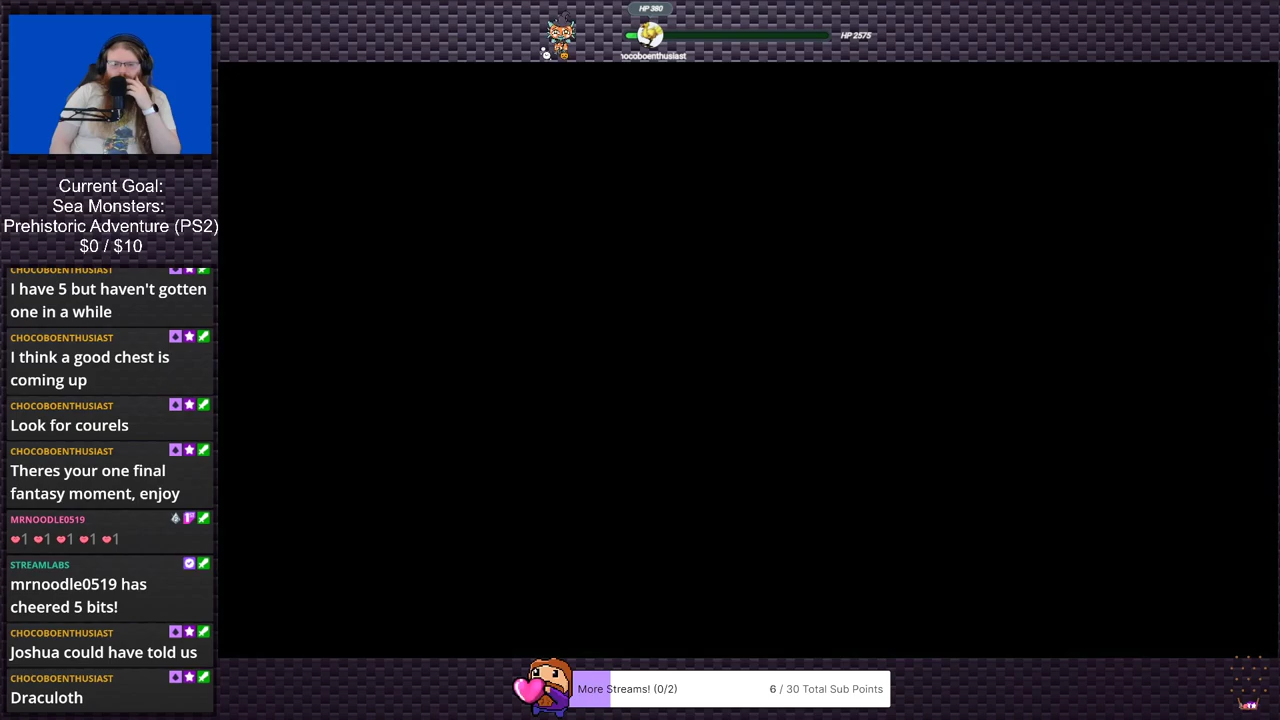 HP 380
HP 2575
hocoboenthusiast
Current Goal:
Sea Monsters:
Prehistoric Adventure (PS2)
$0 / $10
CHOCOBOENTHUSIAST
I have 5 but haven't gotten
one in a while
CHOCOBOENTHUSIAST
I think a good chest is
coming up
CHOCOBOENTHUSIAST
Look for courels
CHOCOBOENTHUSIAST
Theres your one final
fantasy moment, enjoy
MRNOODLE0519
1 1 1 1 1
STREAMLABS
mrnoodle0519 has
cheered 5 bits!
CHOCOBOENTHUSIAST
Joshua could have told us
CHOCOBOENTHUSIAST
Draculoth
More Streams! (0/2) 6 / 30 Total Sub Points